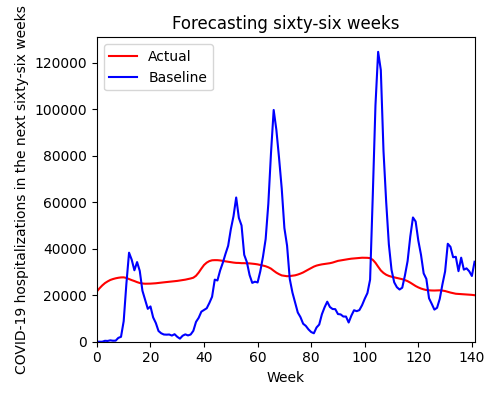 Forecasting sixty-six weeks
Actual
Baseline
COVID-19 hospitalizations in the next sixty-six weeks
120000
100000
80000
60000
40000
20000
0
0 20 40 60 80 100 120 140
Week